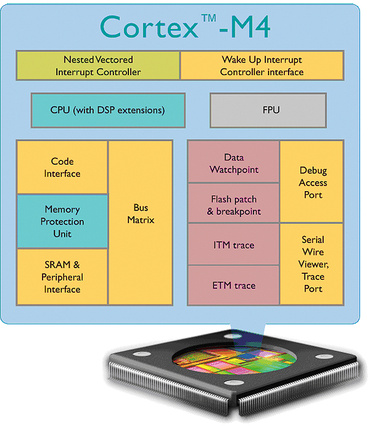 Cortex™-M4
Nested Vectored
Interrupt Controller
Wake Up Interrupt
Controller interface
CPU (with DSP extensions)
FPU
Code
Interface
Memory
Protection
Unit
SRAM &
Peripheral
Interface
Bus
Matrix
Data
Watchpoint
Flash patch
& breakpoint
ITM trace
ETM trace
Debug
Access
Port
Serial
Wire
Viewer,
Trace
Port